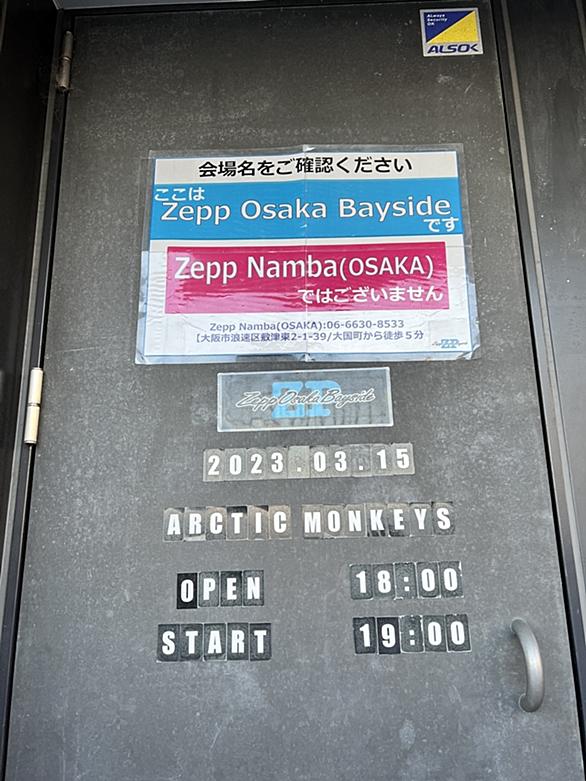 ALways
Security
OK
ALSOK
会場名をご確認ください
ここは
Zepp Osaka Bayside
です
Zepp Namba(OSAKA)
ではございません
Zepp Namba(OSAKA):06-6630-8533
【大阪市浪速区敷津東2-1-39/大国町から徒歩５分
Zepp Osaka Bayside
2023.03.15
ARCTIC MONKEYS
OPEN 18:00
START 19:00